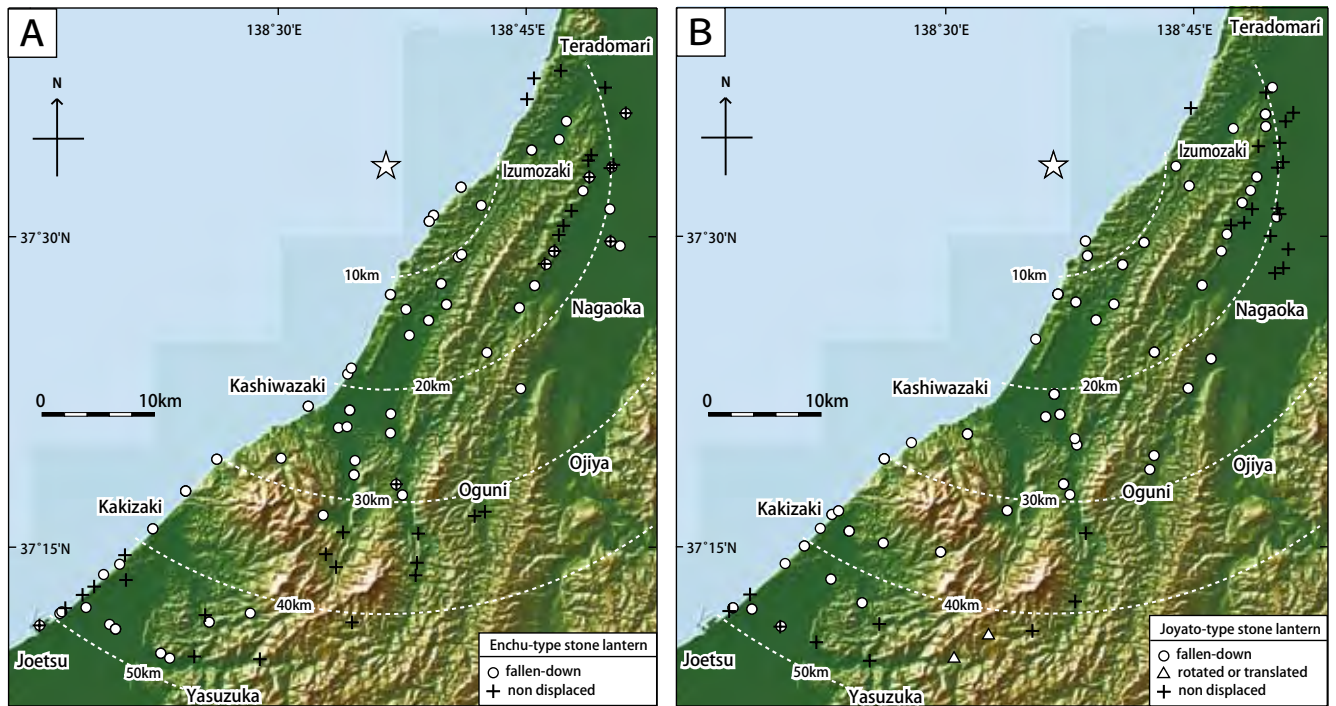 A
138˚30'E
138˚45'E
Teradomari
N
Izumozaki
37˚30'N
10km
Nagaoka
Kashiwazaki
20km
0 10km
Ojiya
Oguni
30km
Kakizaki
37˚15'N
40km
Joetsu
50km
Yasuzuka
Enchu-type stone lantern
fallen-down
non displaced
B
138˚30'E
138˚45'E
Teradomari
N
Izumozaki
37˚30'N
10km
Nagaoka
Kashiwazaki
20km
0 10km
Ojiya
Oguni
30km
Kakizaki
37˚15'N
40km
Joetsu
50km
Yasuzuka
Joyato-type stone lantern
fallen-down
rotated or translated
non displaced